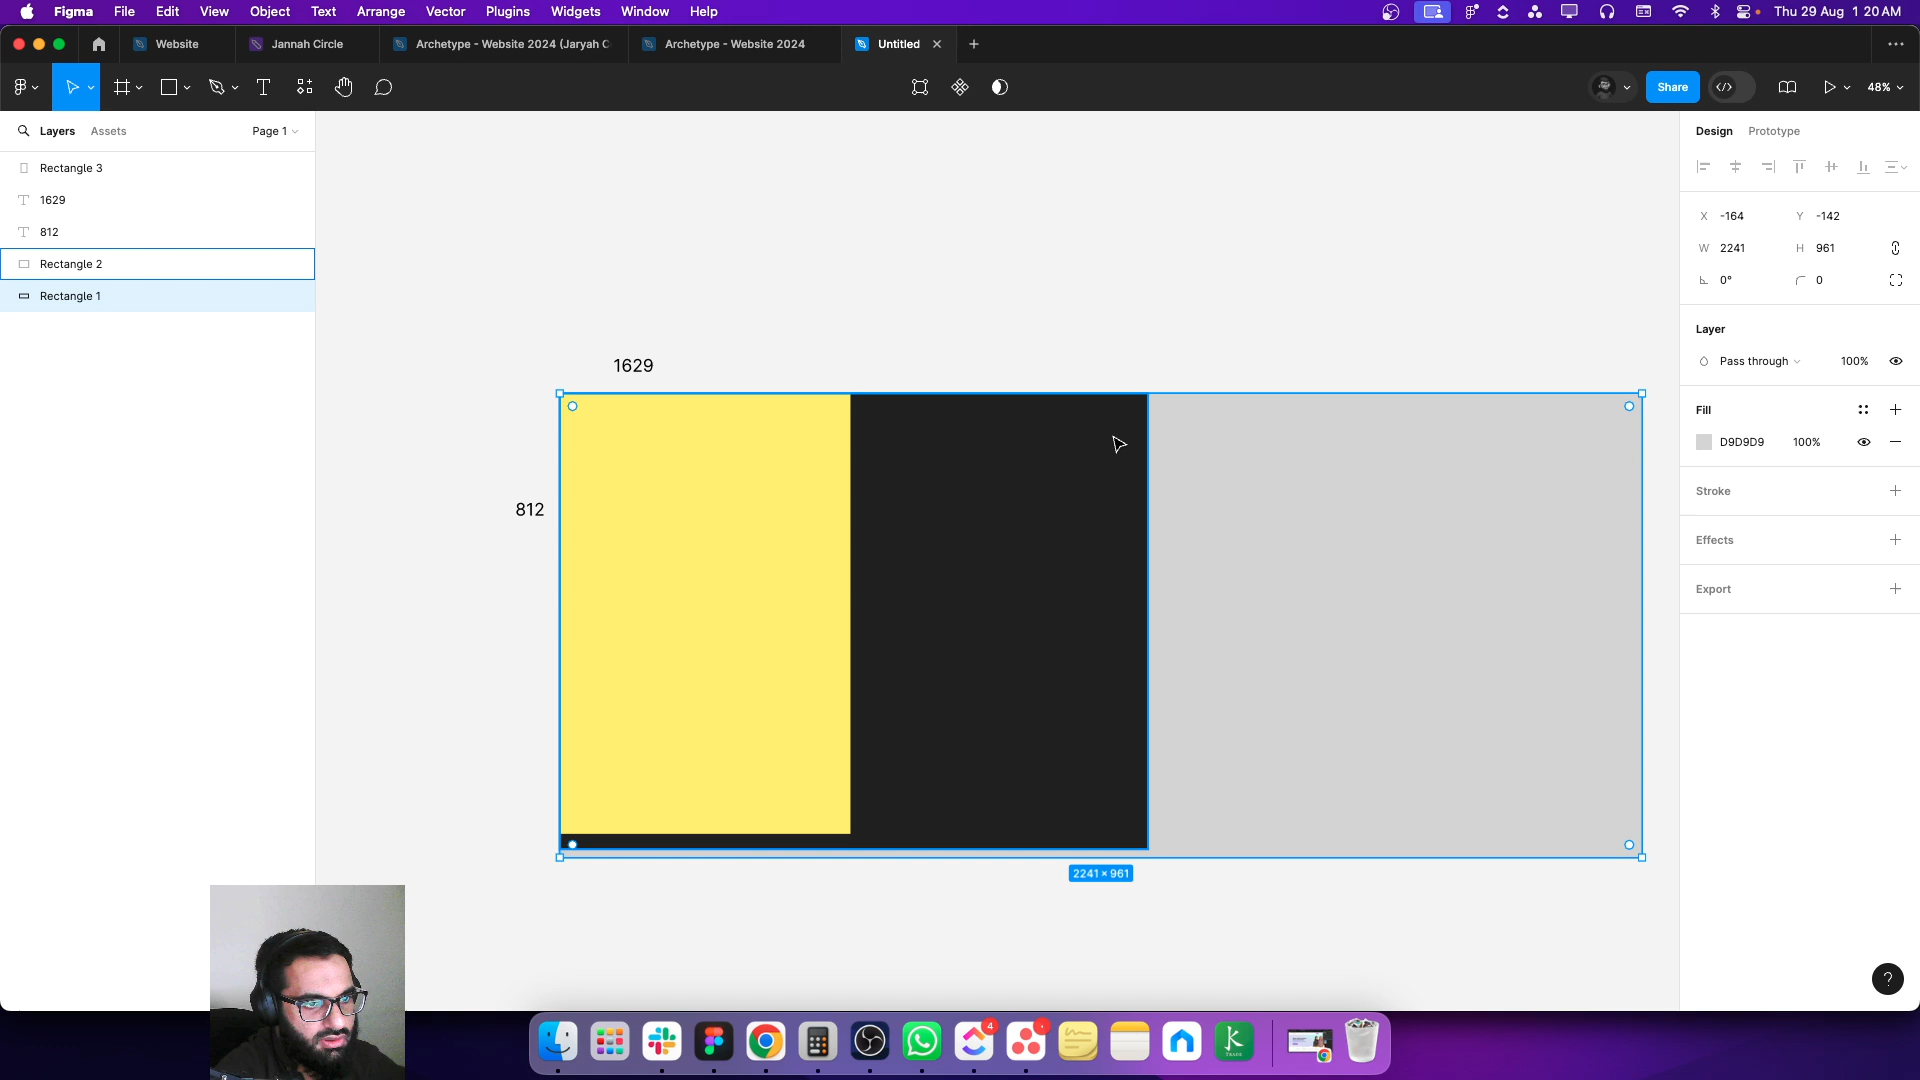 Figma File Edit View Object Text Arrange Vector Plugins Widgets Window Help
Thu 29 Aug 1 20 AM
Website
Jannah Circle
Archetype - Website 2024 (Jaryah C
Archetype - Website 2024
Untitled
Share
48%
Layers Assets Page 1
Rectangle 3
1629
812
Rectangle 2
Rectangle 1
1629
812
2241 × 961
Design Prototype
X -164 Y -142
W 2241 H 961
0° 0
Layer
Pass through 100%
Fill
D9D9D9 100%
Stroke
Effects
Export
?
4
K
TRADE